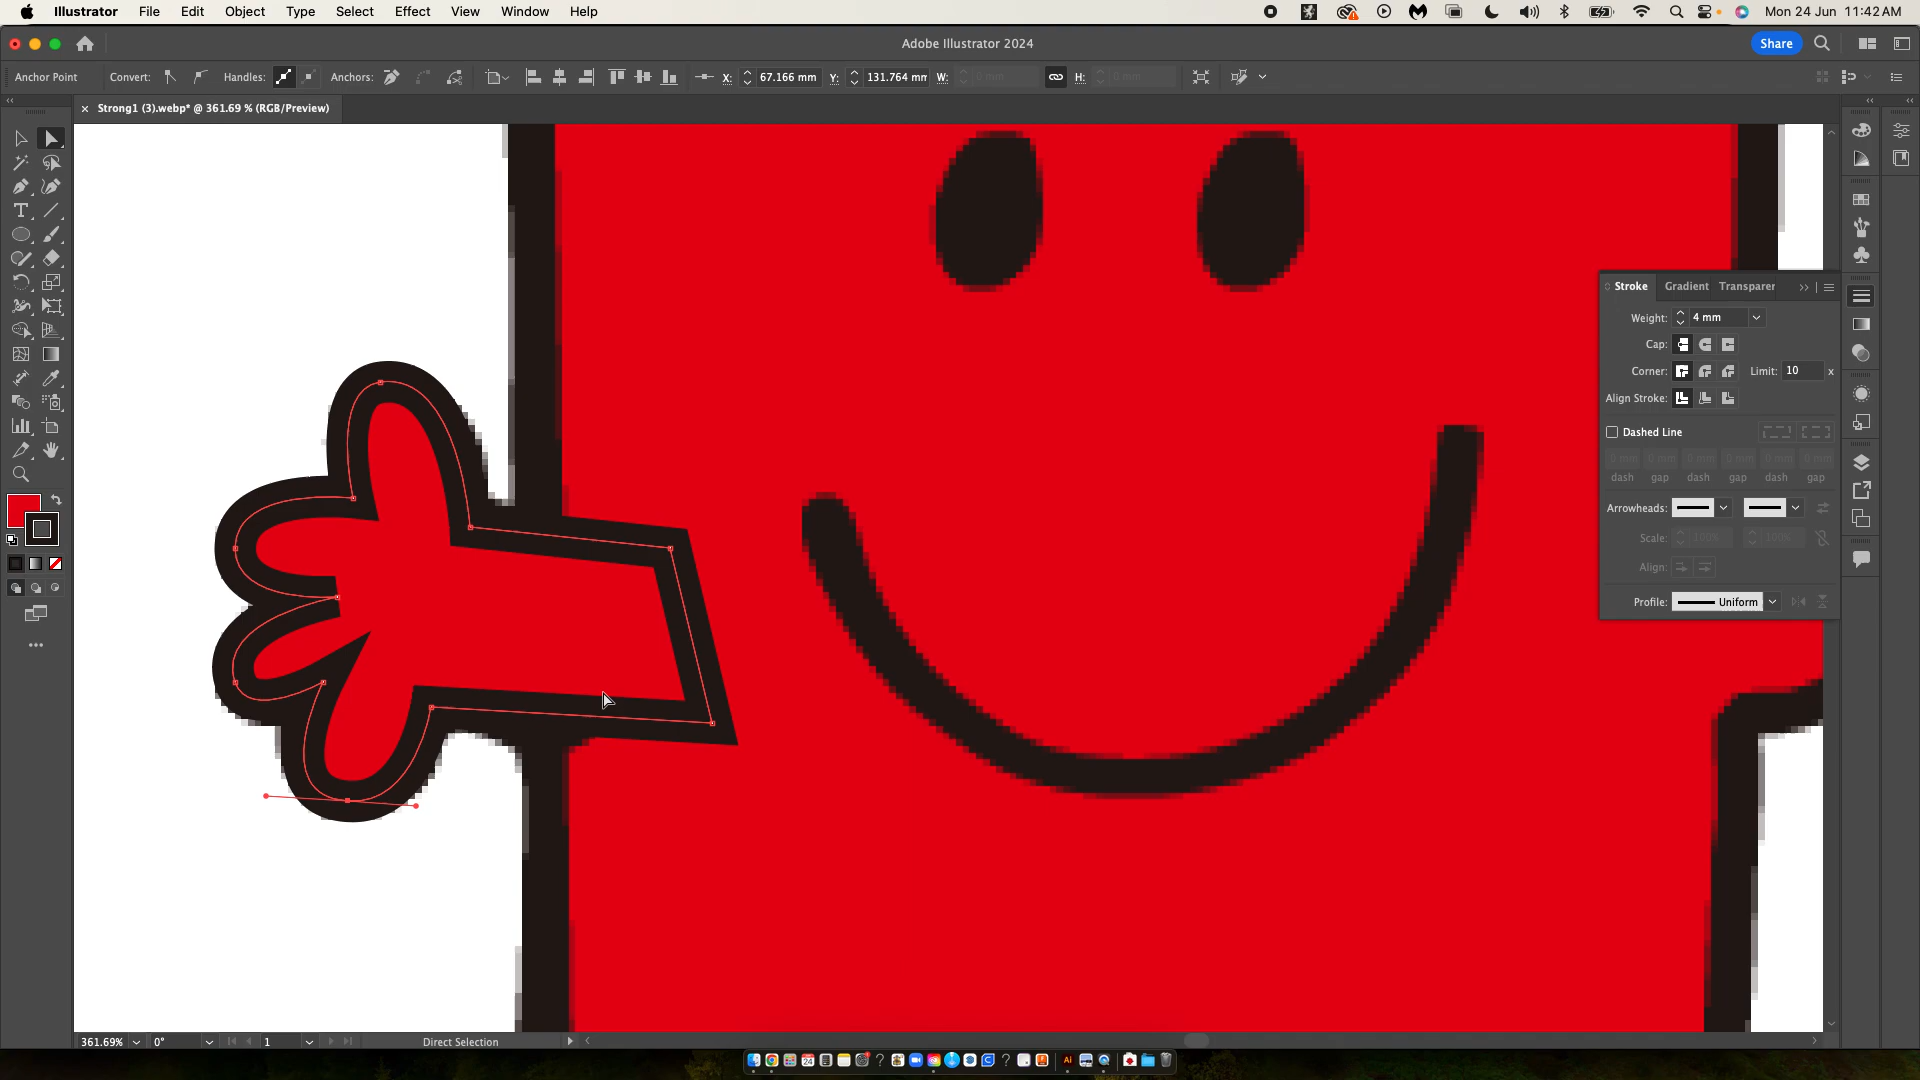 Illustrator File Edit Object Type Select Effect View Window Help Mon 24 Jun 11:42 AM
Adobe Illustrator 2024 Share
Anchor Point Convert: Handles: Anchors: X: 67.166 mm Y: 131.764 mm W: 0 mm H: 0 mm
× Strong1 (3).webp* @ 361.69 % (RGB/Preview)
Stroke Gradient Transparer
Weight: 4 mm
Cap:
Corner: Limit: 10 x
Align Stroke:
Dashed Line
0 mm 0 mm 0 mm 0 mm 0 mm 0 mm
dash gap dash gap dash gap
Arrowheads:
Scale: 100% 100%
Align:
Profile: Uniform
361.69% 0° 1 Direct Selection